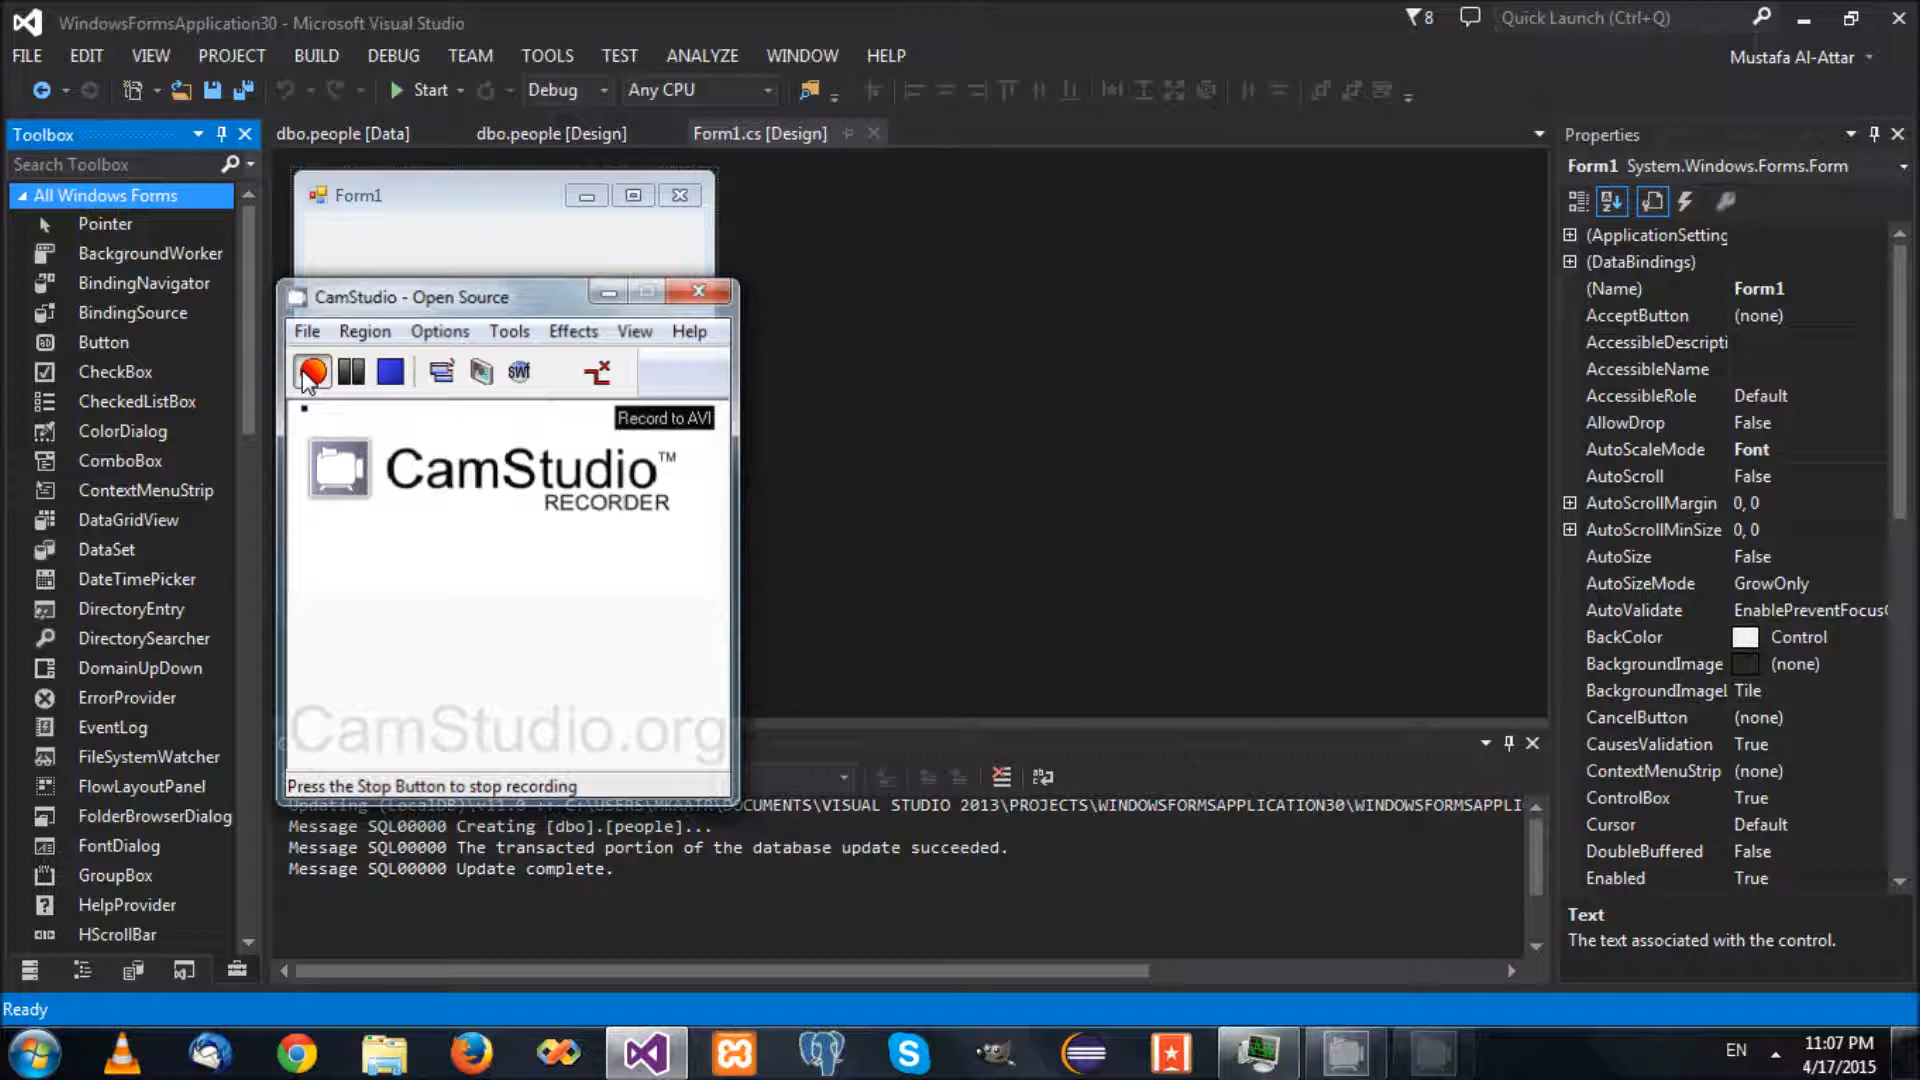 WindowsFormsApplication30 - Microsoft Visual Studio
8
Quick Launch (Ctrl+Q)
FILE EDIT VIEW PROJECT BUILD DEBUG TEAM TOOLS TEST ANALYZE WINDOW HELP
Mustafa Al-Attar
Start Debug Any CPU
Toolbox
Search Toolbox
All Windows Forms
Pointer
BackgroundWorker
BindingNavigator
BindingSource
Button
CheckBox
CheckedListBox
ColorDialog
ComboBox
ContextMenuStrip
DataGridView
DataSet
DateTimePicker
DirectoryEntry
DirectorySearcher
DomainUpDown
ErrorProvider
EventLog
FileSystemWatcher
FlowLayoutPanel
FolderBrowserDialog
FontDialog
GroupBox
HelpProvider
HScrollBar
dbo.people [Data] dbo.people [Design] Form1.cs [Design]
Form1
CamStudio - Open Source
File Region Options Tools Effects View Help
swf
Record to AVI
CamStudio™
RECORDER
CamStudio.org
Press the Stop Button to stop recording
Updating (LocalDB)\v11.0 :: C:\USERS\MKAATR\DOCUMENTS\VISUAL STUDIO 2013\PROJECTS\WINDOWSFORMSAPPLICATION30\WINDOWSFORMSAPPLI
Message SQL00000 Creating [dbo].[people]...
Message SQL00000 The transacted portion of the database update succeeded.
Message SQL00000 Update complete.
Properties
Form1 System.Windows.Forms.Form
(ApplicationSetting
(DataBindings)
(Name) Form1
AcceptButton (none)
AccessibleDescripti
AccessibleName
AccessibleRole Default
AllowDrop False
AutoScaleMode Font
AutoScroll False
AutoScrollMargin 0, 0
AutoScrollMinSize 0, 0
AutoSize False
AutoSizeMode GrowOnly
AutoValidate EnablePreventFocusC
BackColor Control
BackgroundImage (none)
BackgroundImageL Tile
CancelButton (none)
CausesValidation True
ContextMenuStrip (none)
ControlBox True
Cursor Default
DoubleBuffered False
Enabled True
Text
The text associated with the control.
Ready
EN
11:07 PM
4/17/2015